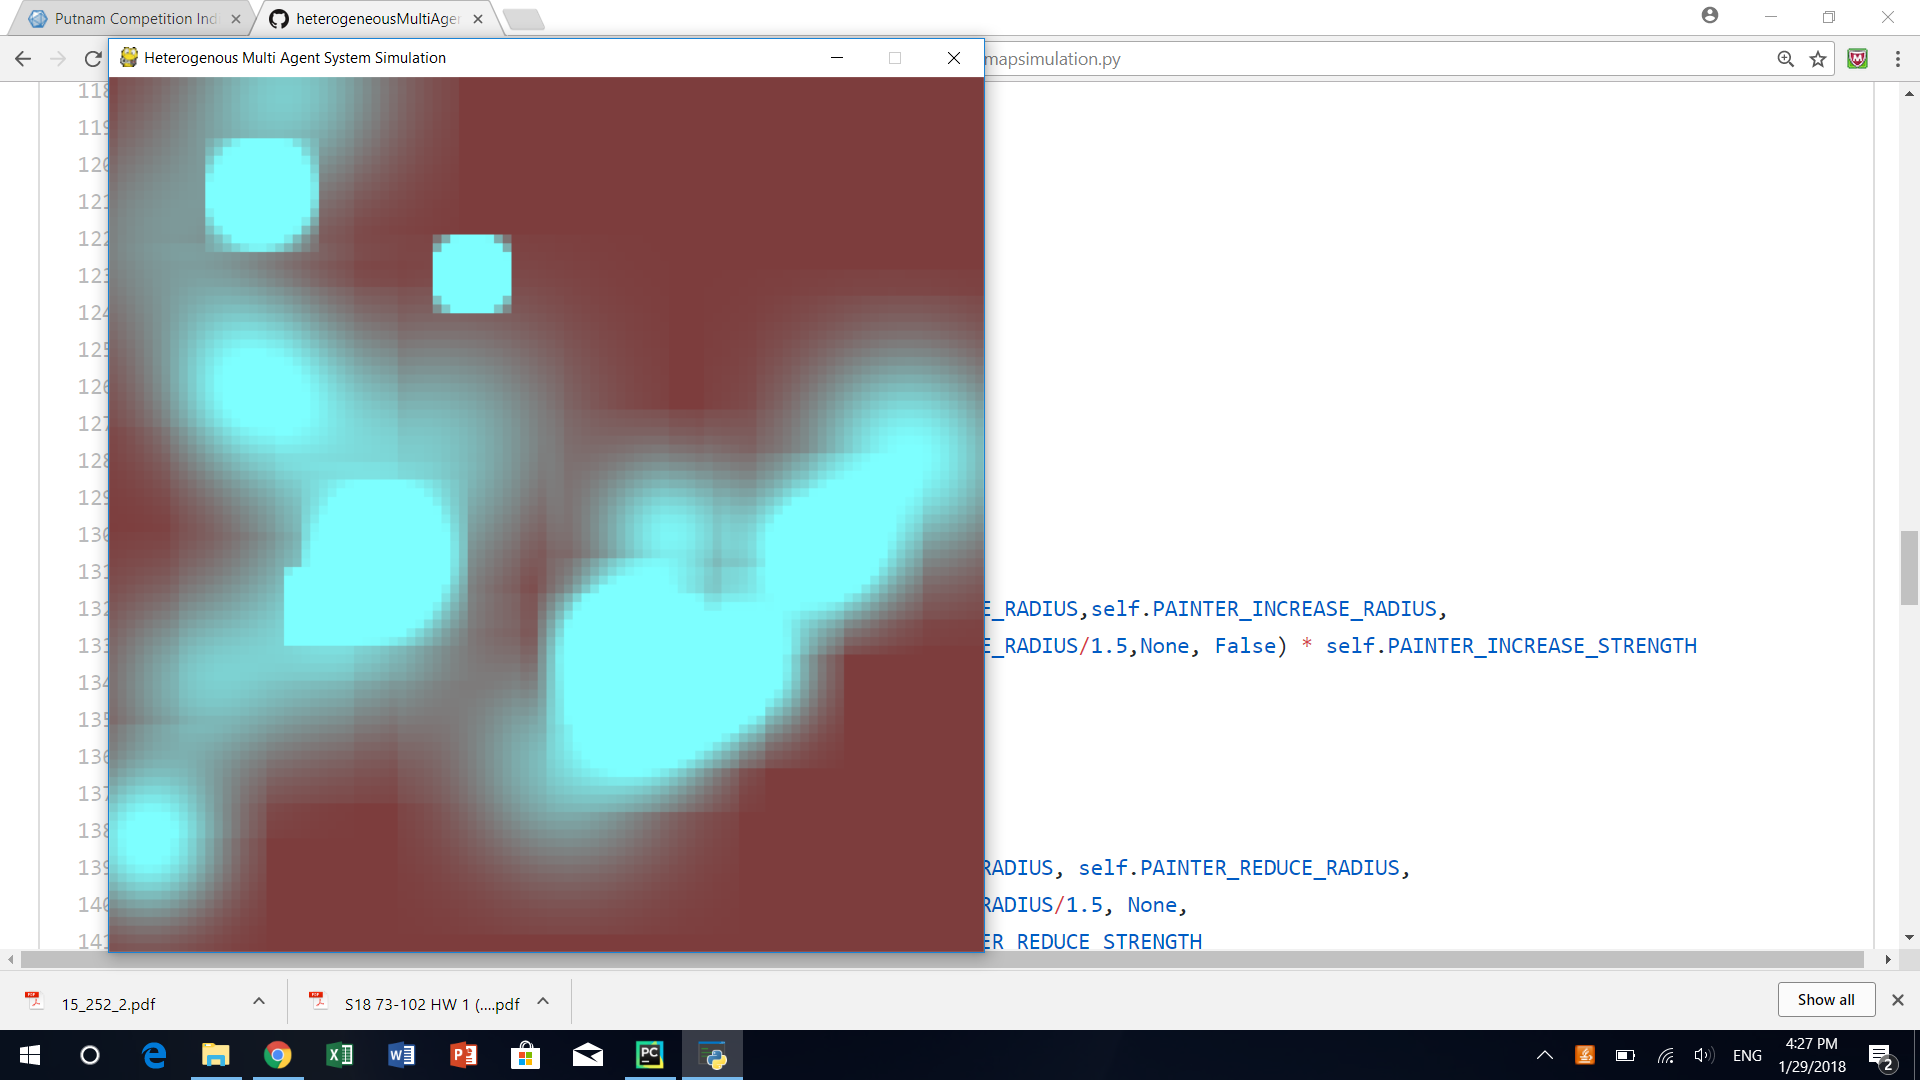 Putnam Competition Ind
heterogeneousMultiAge
mapsimulation.py
Heterogenous Multi Agent System Simulation
118
119
120
121
122
123
124
125
126
127
128
129
130
131
132 E_RADIUS,self.PAINTER_INCREASE_RADIUS,
133 E_RADIUS/1.5,None, False) * self.PAINTER_INCREASE_STRENGTH
134
135
136
137
138
139 RADIUS, self.PAINTER_REDUCE_RADIUS,
140 RADIUS/1.5, None,
141 ER_REDUCE_STRENGTH
15_252_2.pdf
S18 73-102 HW 1 (....pdf
Show all
ENG
4:27 PM
1/29/2018
2